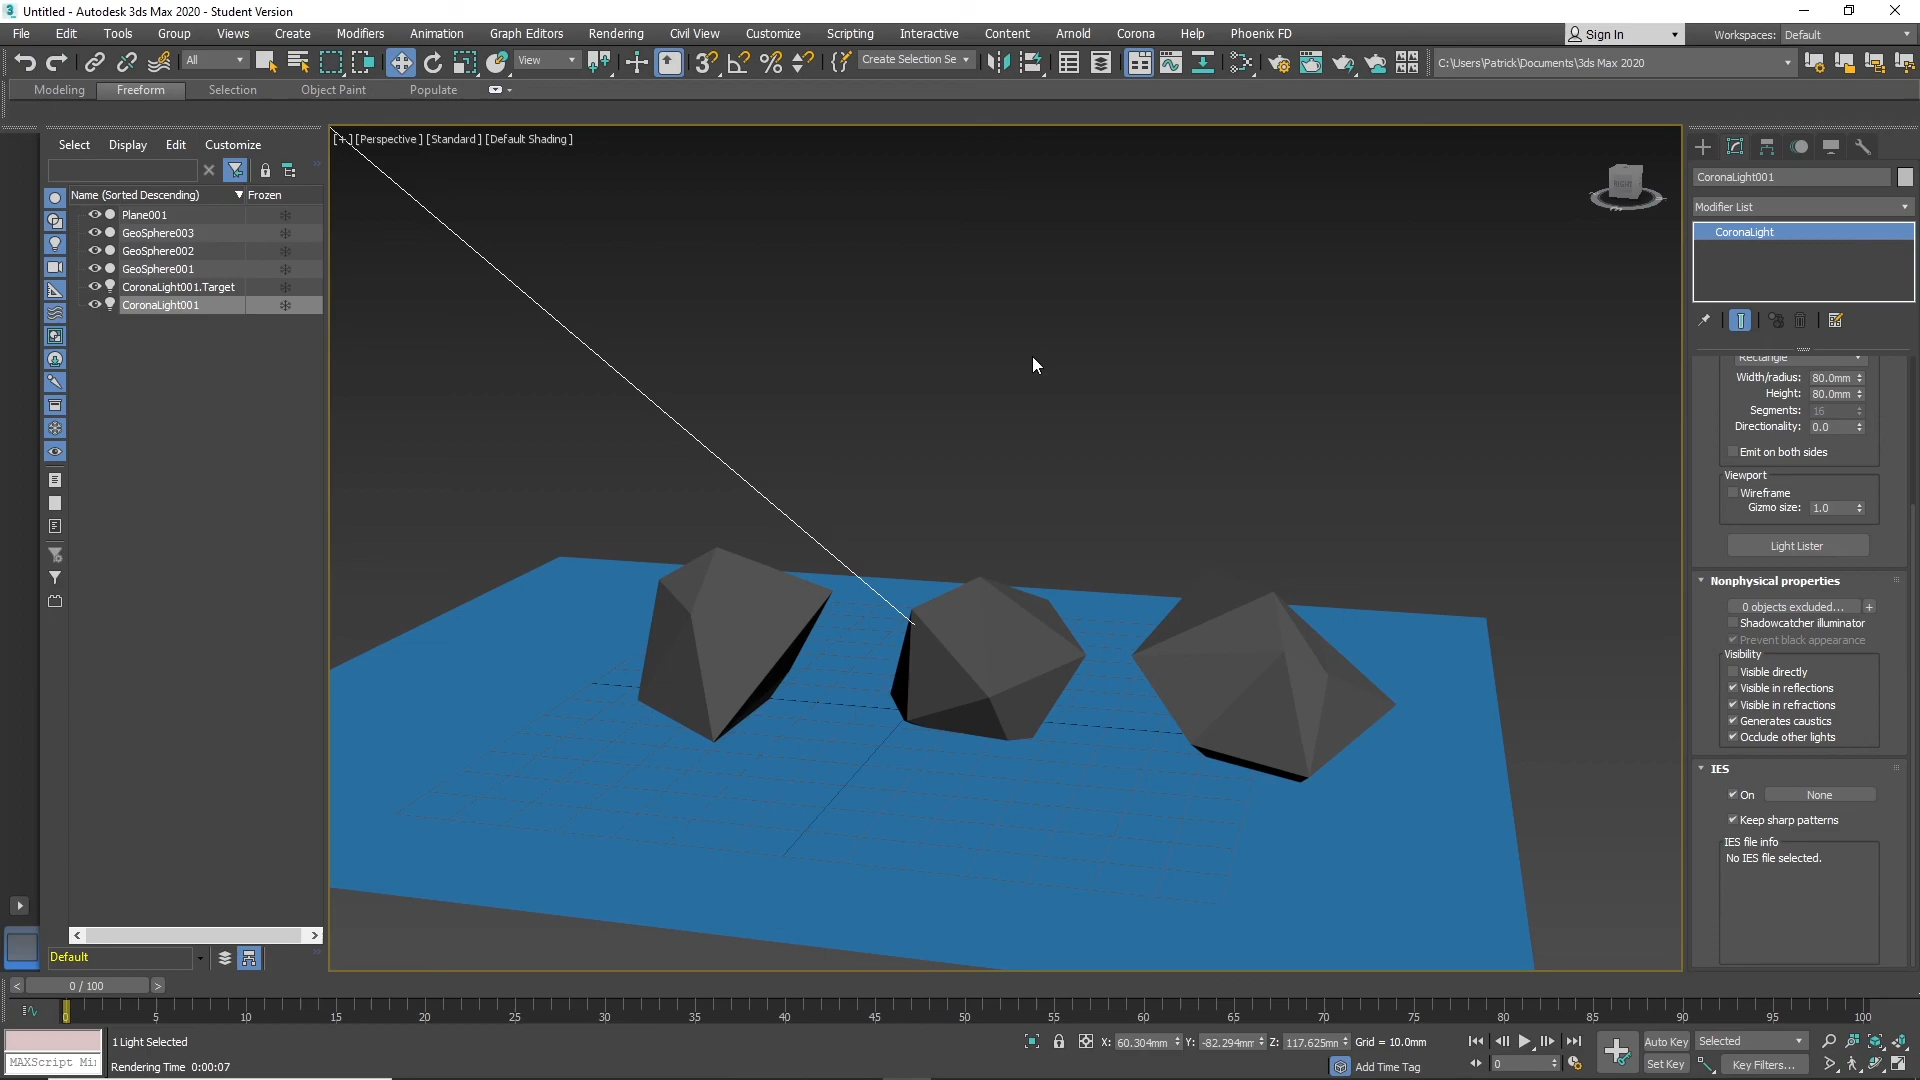 Untitled - Autodesk 3ds Max 2020 - Student Version
File Edit Tools Group Views Create Modifiers Animation Graph Editors Rendering Civil View Customize Scripting Interactive Content Arnold Corona Help Phoenix FD Sign In Workspaces: Default
All View Create Selection Se C:\Users\Patrick\Documents\3ds Max 2020
Modeling Freeform Selection Object Paint Populate
Select Display Edit Customize
Name (Sorted Descending) Frozen
Plane001
GeoSphere003
GeoSphere002
GeoSphere001
CoronaLight001.Target
CoronaLight001
Default
[+] [Perspective] [Standard] [Default Shading]
RIGHT
CoronaLight001
Modifier List
CoronaLight
Rectangle
Width/radius: 80.0mm
Height: 80.0mm
Segments: 16
Directionality: 0.0
Emit on both sides
Viewport
Wireframe
Gizmo size: 1.0
Light Lister
Nonphysical properties
0 objects excluded... +
Shadowcatcher illuminator
Prevent black appearance
Visibility
Visible directly
Visible in reflections
Visible in refractions
Generates caustics
Occlude other lights
IES
On None
Keep sharp patterns
IES file info
No IES file selected.
< 0 / 100 >
0 5 10 15 20 25 30 35 40 45 50 55 60 65 70 75 80 85 90 95 100
1 Light Selected X: 60.304mm Y: -82.294mm Z: 117.625mm Grid = 10.0mm Auto Key Selected
MAXScript Mi Rendering Time 0:00:07 Add Time Tag 0 Set Key Key Filters...